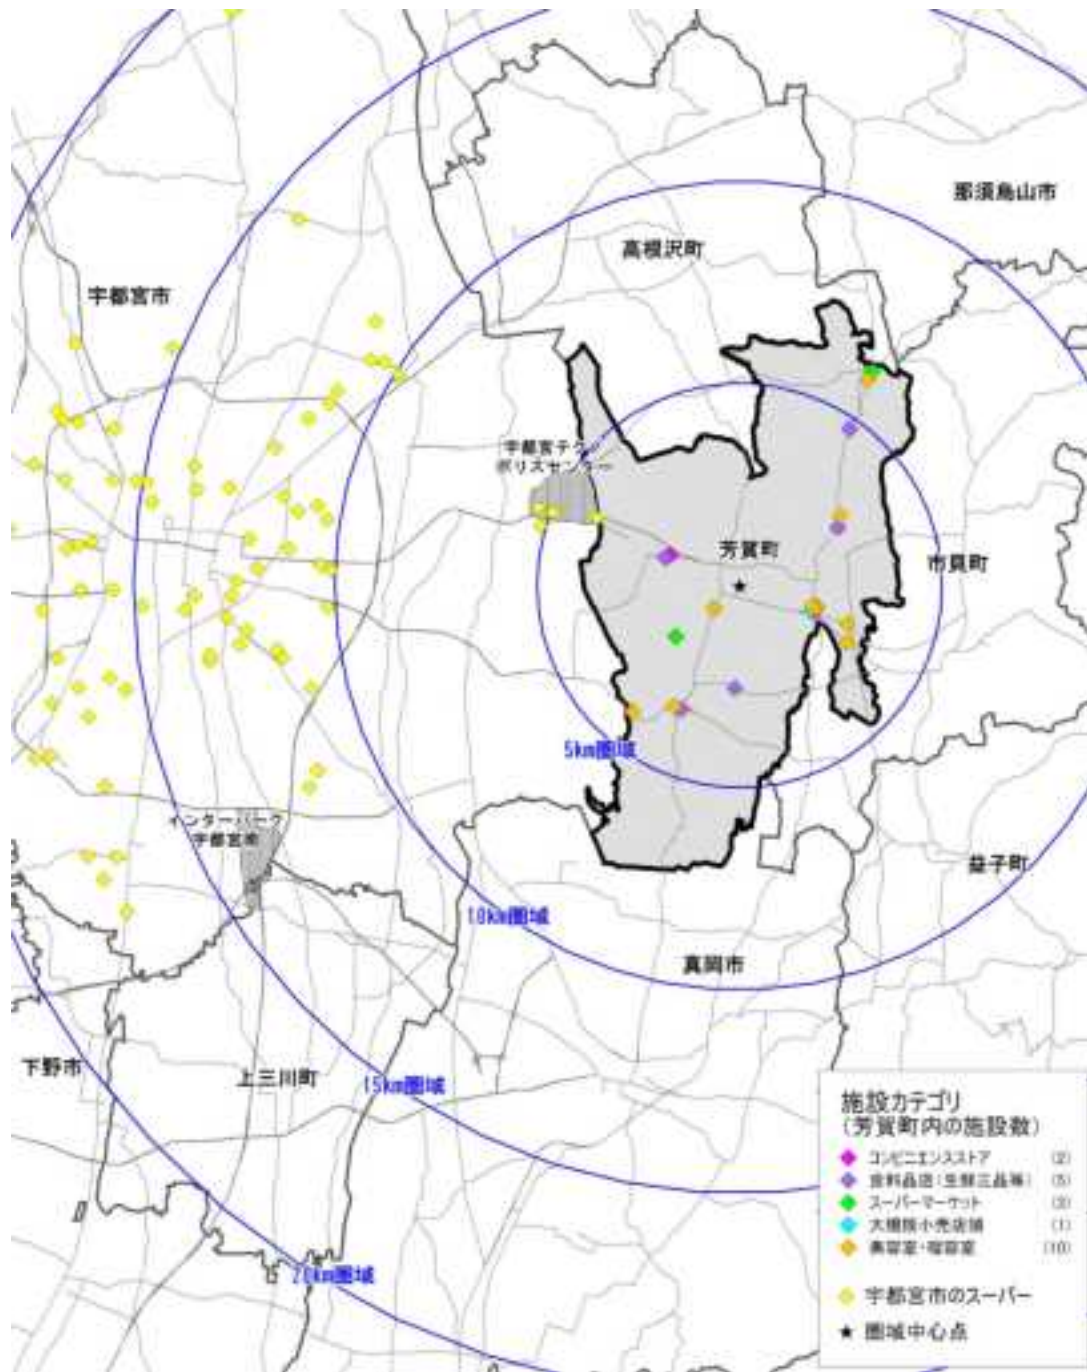 那須烏山市
高根沢町
宇都宮市
宇都宮テクノ
ポリスセンター
芳賀町
市貝町
5km圏域
インターパーク
宇都宮南
益子町
10km圏域
真岡市
下野市
上三川町
15km圏域
20km圏域
施設カテゴリ
(芳賀町内の施設数)
コンビニエンスストア (2)
食料品店(生鮮三品等) (5)
スーパーマーケット (3)
大規模小売店舗 (1)
美容室・理容室 (10)
宇都宮市のスーパー
圏域中心点